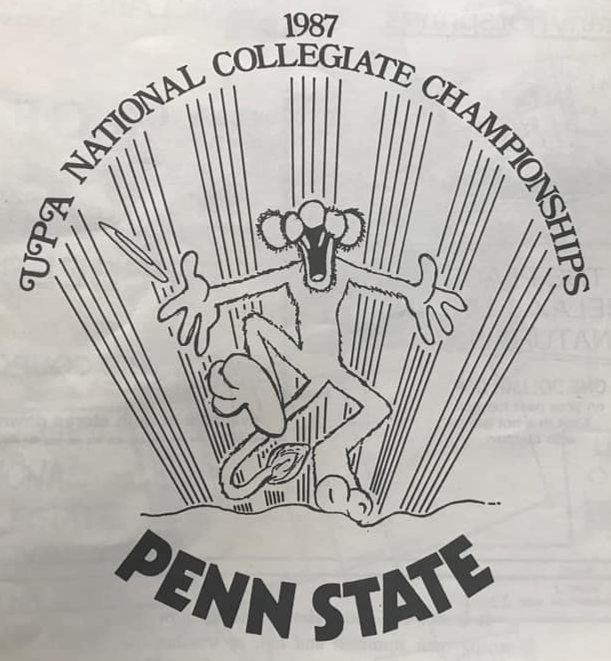 1987
UPA NATIONAL COLLEGIATE CHAMPIONSHIPS
PENN STATE